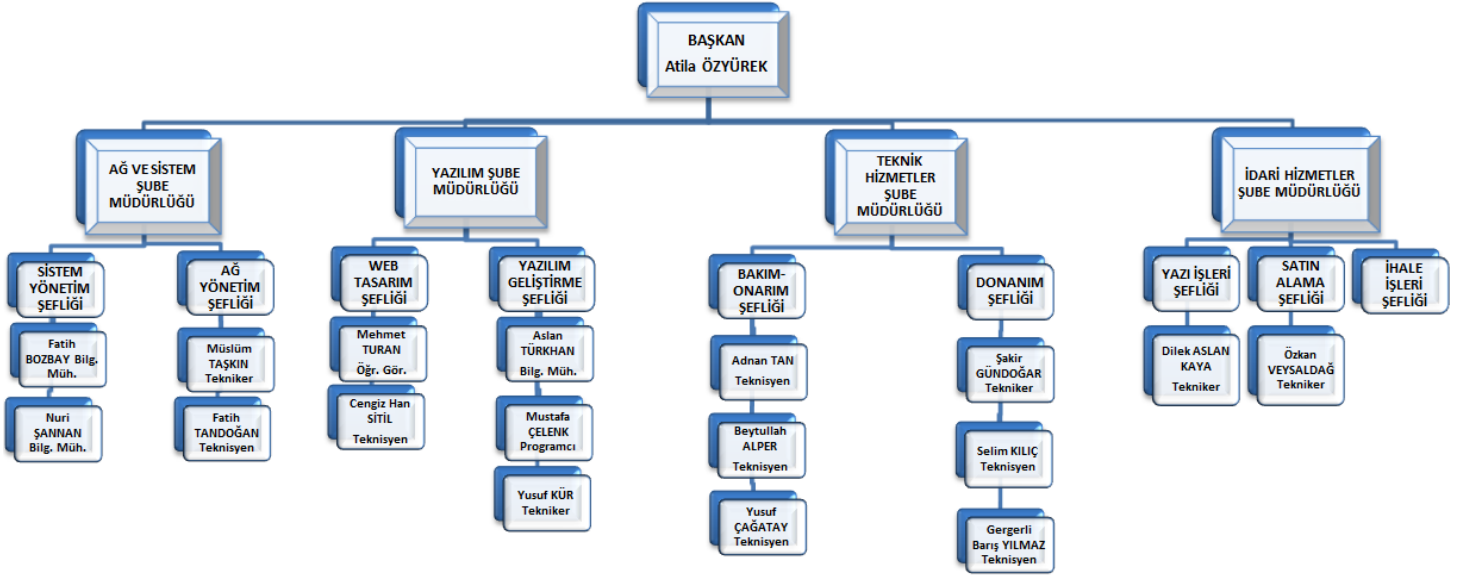 BAŞKAN
Atila ÖZYÜREK
AĞ VE SİSTEM
ŞUBE
MÜDÜRLÜĞÜ
YAZILIM ŞUBE
MÜDÜRLÜĞÜ
TEKNİK
HİZMETLER
ŞUBE
MÜDÜRLÜĞÜ
İDARİ HİZMETLER
ŞUBE MÜDÜRLÜĞÜ
SİSTEM
YÖNETİM
ŞEFLİĞİ
Fatih
BOZBAY Bilg.
Müh.
Nuri
ŞANNAN
Bilg. Müh.
AĞ
YÖNETİM
ŞEFLİĞİ
Müslüm
TAŞKIN
Tekniker
Fatih
TANDOĞAN
Teknisyen
WEB
TASARIM
ŞEFLİĞİ
Mehmet
TURAN
Öğr. Gör.
Cengiz Han
SİTİL
Teknisyen
YAZILIM
GELİŞTİRME
ŞEFLİĞİ
Aslan
TÜRKHAN
Bilg. Müh.
Mustafa
ÇELENK
Programcı
Yusuf KÜR
Tekniker
BAKIM-
ONARIM
ŞEFLİĞİ
Adnan TAN
Teknisyen
Beytullah
ALPER
Teknisyen
Yusuf
ÇAĞATAY
Teknisyen
DONANIM
ŞEFLİĞİ
Şakir
GÜNDOĞAR
Tekniker
Selim KILIÇ
Teknisyen
Gergerli
Barış YILMAZ
Teknisyen
YAZI İŞLERİ
ŞEFLİĞİ
Dilek ASLAN
KAYA
Tekniker
SATIN
ALAMA
ŞEFLİĞİ
Özkan
VEYSALDAĞ
Tekniker
İHALE
İŞLERİ
ŞEFLİĞİ